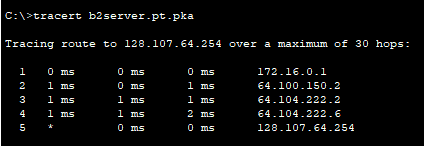 C:\>tracert b2server.pt.pka
Tracing route to 128.107.64.254 over a maximum of 30 hops:
1 0 ms 0 ms 0 ms 172.16.0.1
2 1 ms 0 ms 1 ms 64.100.150.2
3 1 ms 1 ms 1 ms 64.104.222.2
4 1 ms 1 ms 2 ms 64.104.222.6
5 * 0 ms 0 ms 128.107.64.254